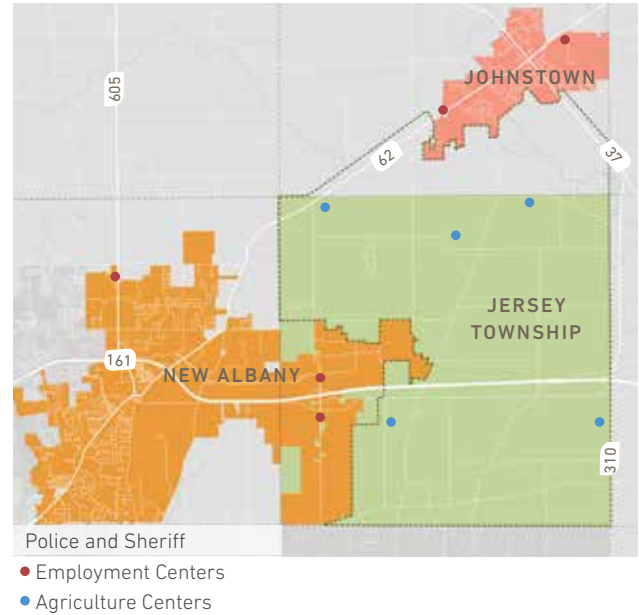 JOHNSTOWN
605
62
37
JERSEY
TOWNSHIP
161
NEW ALBANY
310
Police and Sheriff
Employment Centers
Agriculture Centers